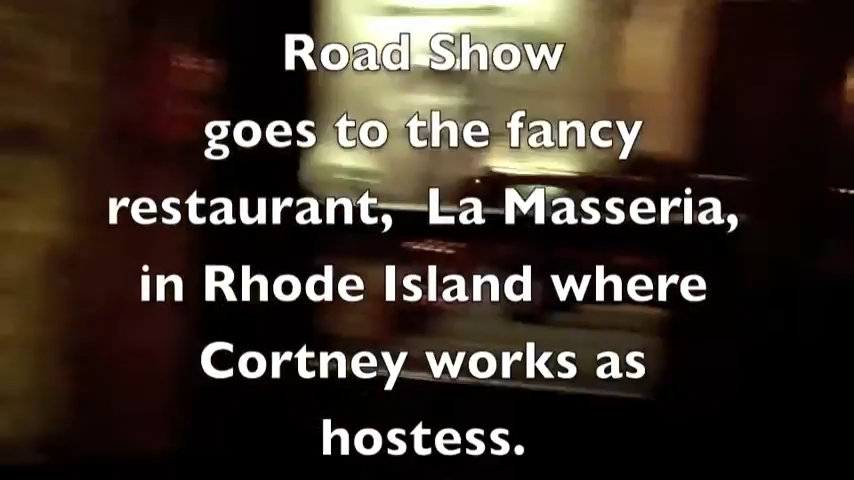 Road Show
goes to the fancy
restaurant, La Masseria,
in Rhode Island where
Cortney works as
hostess.